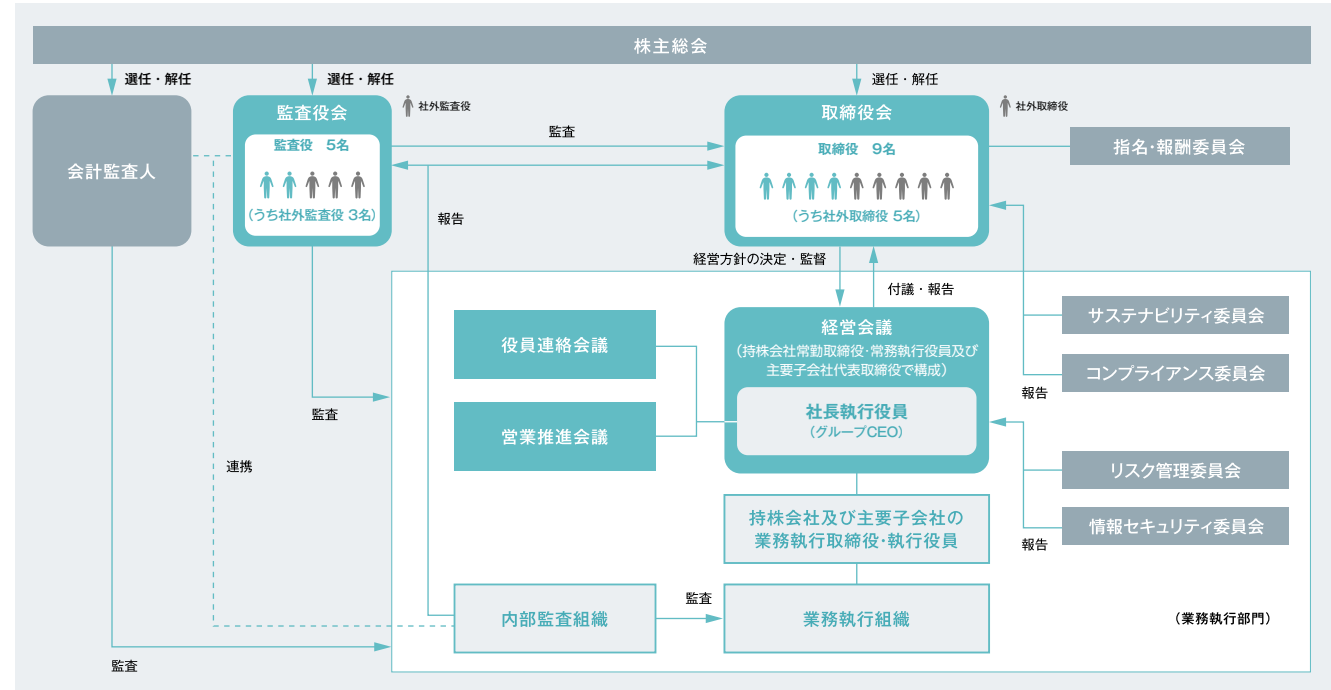 株主総会
選任・解任
選任・解任
選任・解任
会計監査人
監査役会
社外監査役
監査役 5名
（うち社外監査役 3名）
監査
報告
取締役会
社外取締役
取締役 9名
（うち社外取締役 5名）
指名・報酬委員会
経営方針の決定・監督
付議・報告
役員連絡会議
営業推進会議
経営会議
（持株会社常勤取締役・常務執行役員及び
主要子会社代表取締役で構成）
社長執行役員
（グループCEO）
サステナビリティ委員会
コンプライアンス委員会
報告
リスク管理委員会
情報セキュリティ委員会
報告
監査
連携
持株会社及び主要子会社の
業務執行取締役・執行役員
内部監査組織
監査
業務執行組織
（業務執行部門）
監査